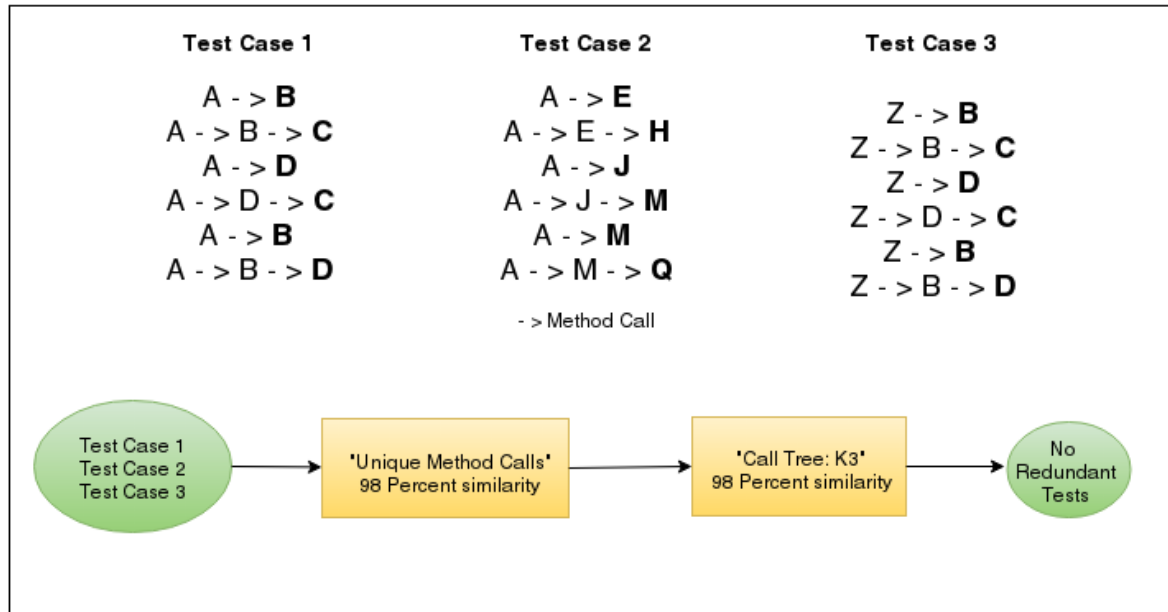 Test Case 1
A - > B
A - > B - > C
A - > D
A - > D - > C
A - > B
A - > B - > D
Test Case 2
A - > E
A - > E - > H
A - > J
A - > J - > M
A - > M
A - > M - > Q
- > Method Call
Test Case 3
Z - > B
Z - > B - > C
Z - > D
Z - > D - > C
Z - > B
Z - > B - > D
Test Case 1
Test Case 2
Test Case 3
"Unique Method Calls"
98 Percent similarity
"Call Tree: K3"
98 Percent similarity
No
Redundant
Tests